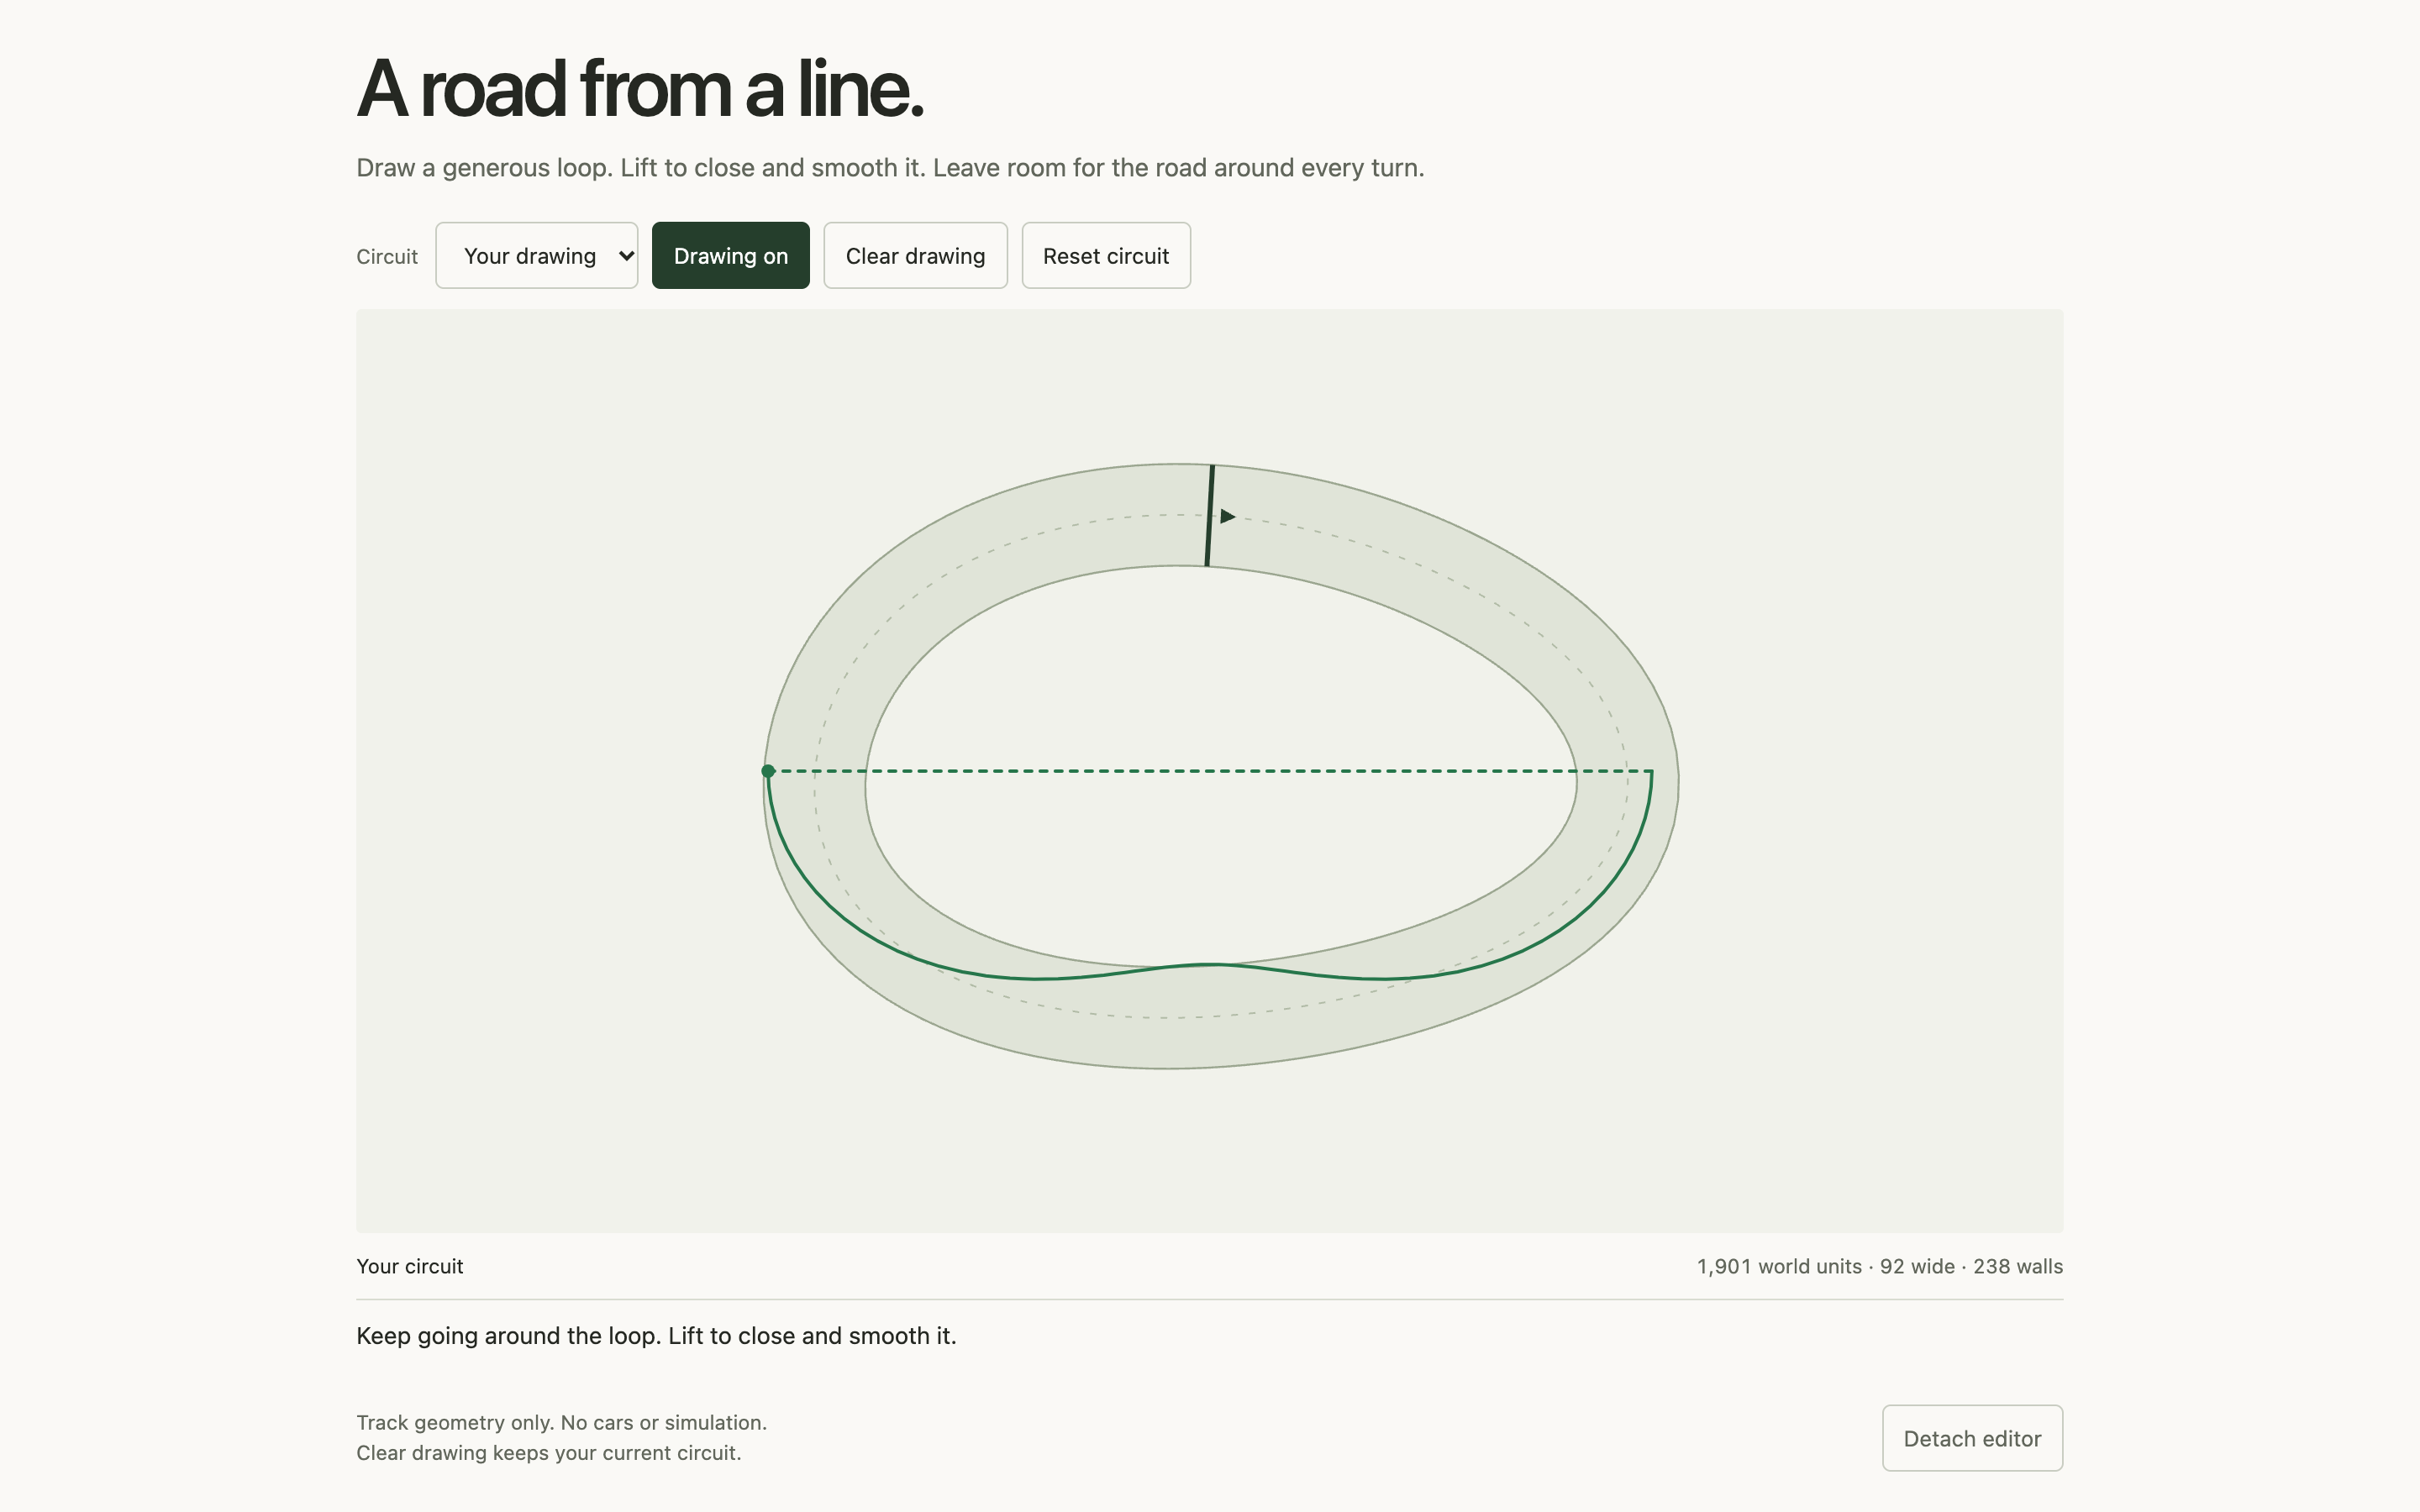 A road from a line.
Draw a generous loop. Lift to close and smooth it. Leave room for the road around every turn.
Circuit Your drawing Drawing on Clear drawing Reset circuit
Your circuit 1,901 world units · 92 wide · 238 walls
Keep going around the loop. Lift to close and smooth it.
Track geometry only. No cars or simulation.
Clear drawing keeps your current circuit.
Detach editor